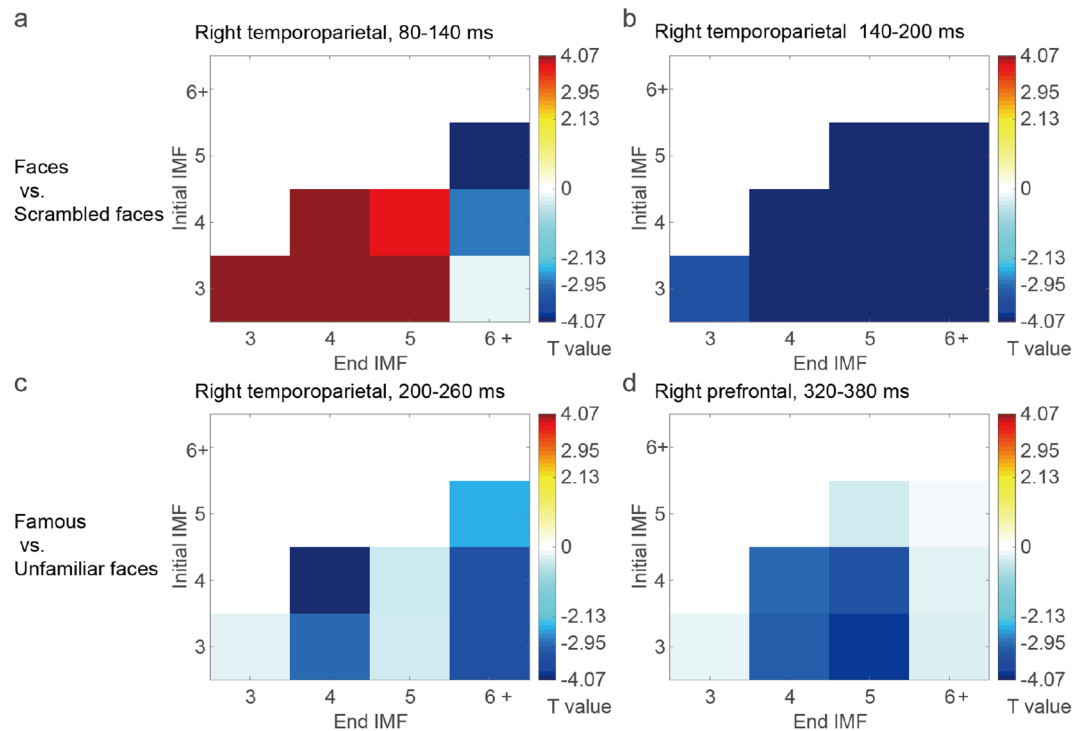 a
Right temporoparietal, 80-140 ms
Faces
vs.
Scrambled faces
Initial IMF
6+
5
4
3
3 4 5 6 +
End IMF
4.07
2.95
2.13
0
-2.13
-2.95
-4.07
T value
b
Right temporoparietal 140-200 ms
Initial IMF
6+
5
4
3
3 4 5 6 +
End IMF
4.07
2.95
2.13
0
-2.13
-2.95
-4.07
T value
c
Right temporoparietal, 200-260 ms
Famous
vs.
Unfamiliar faces
Initial IMF
6+
5
4
3
3 4 5 6 +
End IMF
4.07
2.95
2.13
0
-2.13
-2.95
-4.07
T value
d
Right prefrontal, 320-380 ms
Initial IMF
6+
5
4
3
3 4 5 6 +
End IMF
4.07
2.95
2.13
0
-2.13
-2.95
-4.07
T value